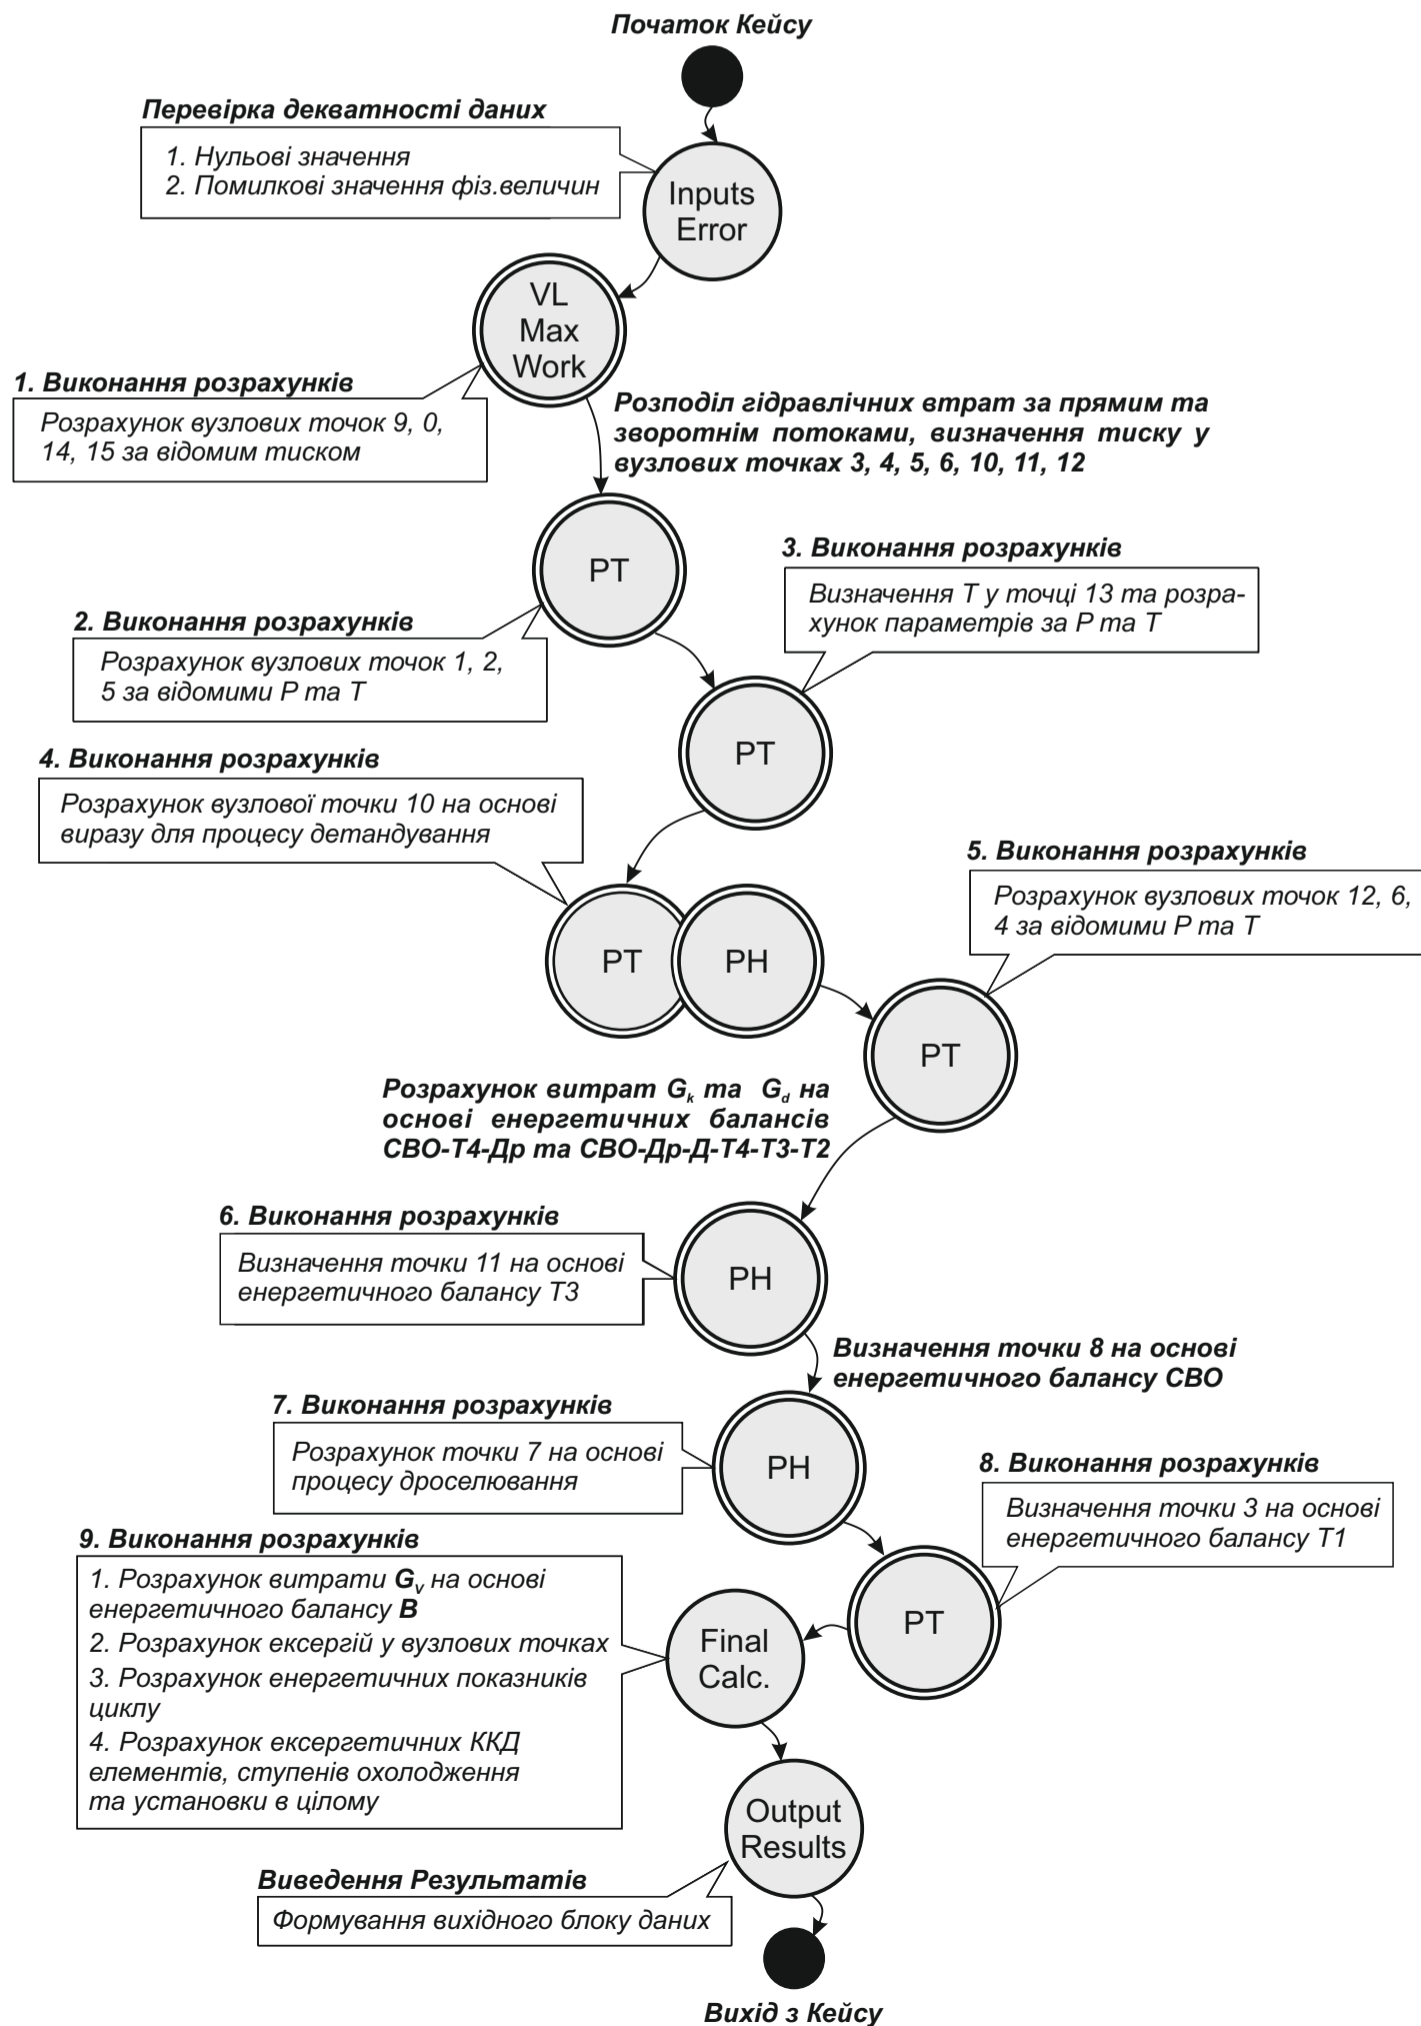 Початок Кейсу
Перевірка декватності даних
1. Нульові значення
2. Помилкові значення фіз.величин
Inputs
Error
VL
Max
Work
1. Виконання розрахунків
Розрахунок вузлових точок 9, 0,
14, 15 за відомим тиском
Розподіл гідравлічних втрат за прямим та
зворотнім потоками, визначення тиску у
вузлових точках 3, 4, 5, 6, 10, 11, 12
PT
2. Виконання розрахунків
Розрахунок вузлових точок 1, 2,
5 за відомими P та T
3. Виконання розрахунків
Визначення T у точці 13 та розра-
хунок параметрів за P та T
PT
4. Виконання розрахунків
Розрахунок вузлової точки 10 на основі
виразу для процесу детандування
PT
PH
5. Виконання розрахунків
Розрахунок вузлових точок 12, 6,
4 за відомими P та T
PT
Розрахунок витрат Gk та Gd на
основі енергетичних балансів
СВО-Т4-Др та СВО-Др-Д-Т4-Т3-Т2
6. Виконання розрахунків
Визначення точки 11 на основі
енергетичного балансу Т3
PH
Визначення точки 8 на основі
енергетичного балансу СВО
7. Виконання розрахунків
Розрахунок точки 7 на основі
процесу дроселювання
PH
8. Виконання розрахунків
Визначення точки 3 на основі
енергетичного балансу Т1
PT
9. Виконання розрахунків
1. Розрахунок витрати Gv на основі
енергетичного балансу В
2. Розрахунок ексергій у вузлових точках
3. Розрахунок енергетичних показників
циклу
4. Розрахунок ексергетичних ККД
елементів, ступенів охолодження
та установки в цілому
Final
Calc.
Output
Results
Виведення Результатів
Формування вихідного блоку даних
Вихід з Кейсу